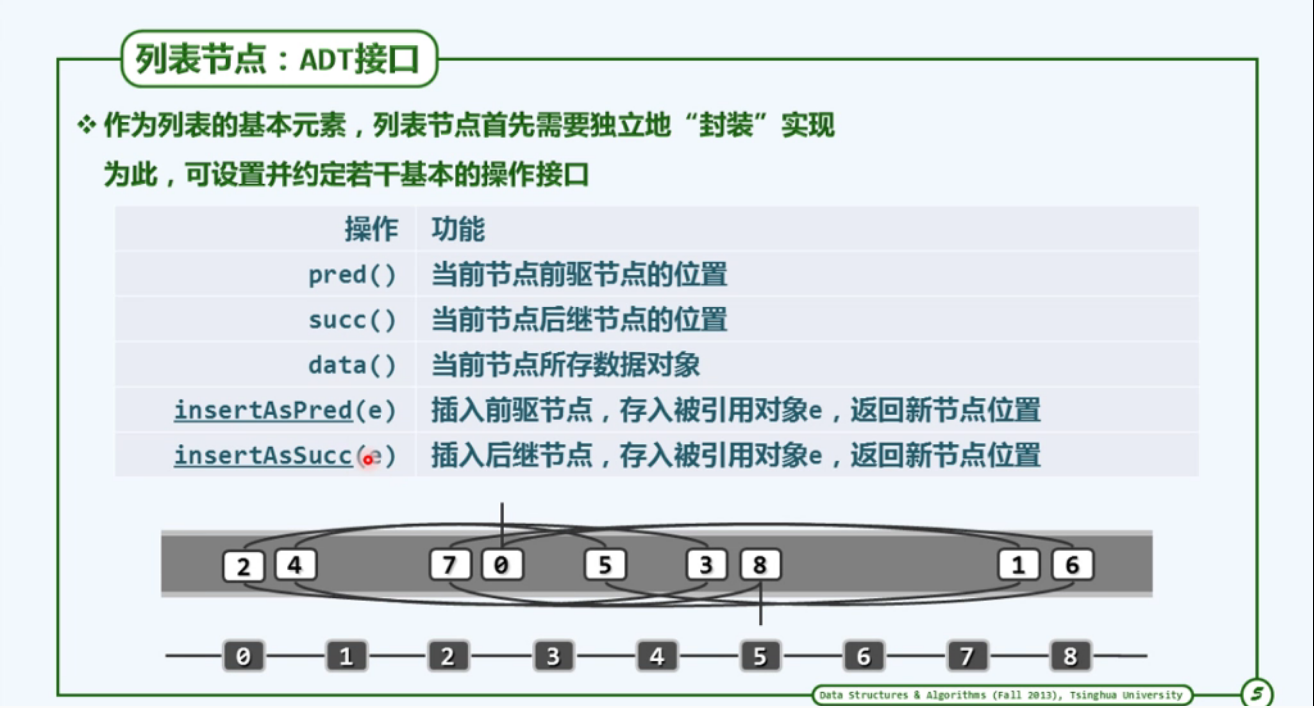 列表节点：ADT接口
❖ 作为列表的基本元素，列表节点首先需要独立地“封装”实现
为此，可设置并约定若干基本的操作接口
操作 功能
pred() 当前节点前驱节点的位置
succ() 当前节点后继节点的位置
data() 当前节点所存数据对象
insertAsPred(e) 插入前驱节点，存入被引用对象e，返回新节点位置
insertAsSucc(e) 插入后继节点，存入被引用对象e，返回新节点位置
2 4 7 0 5 3 8 1 6
0 1 2 3 4 5 6 7 8
Data Structures & Algorithms (Fall 2013), Tsinghua University 5